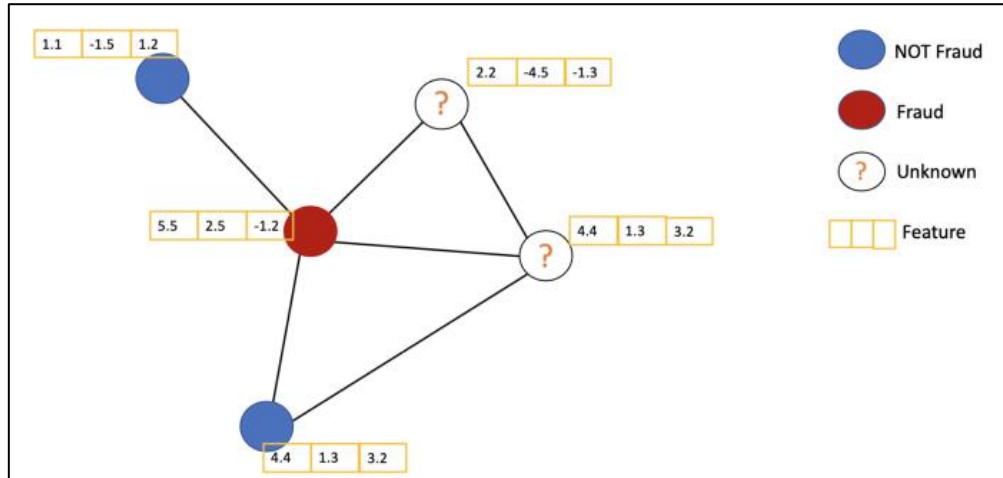 1.1 -1.5 1.2
2.2 -4.5 -1.3
?
5.5 2.5 -1.2
4.4 1.3 3.2
?
4.4 1.3 3.2
NOT Fraud
Fraud
? Unknown
Feature